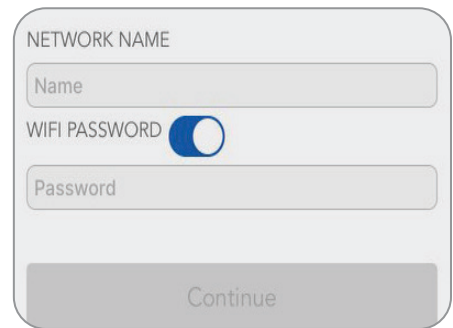 NETWORK NAME
Name
WIFI PASSWORD
Password
Continue